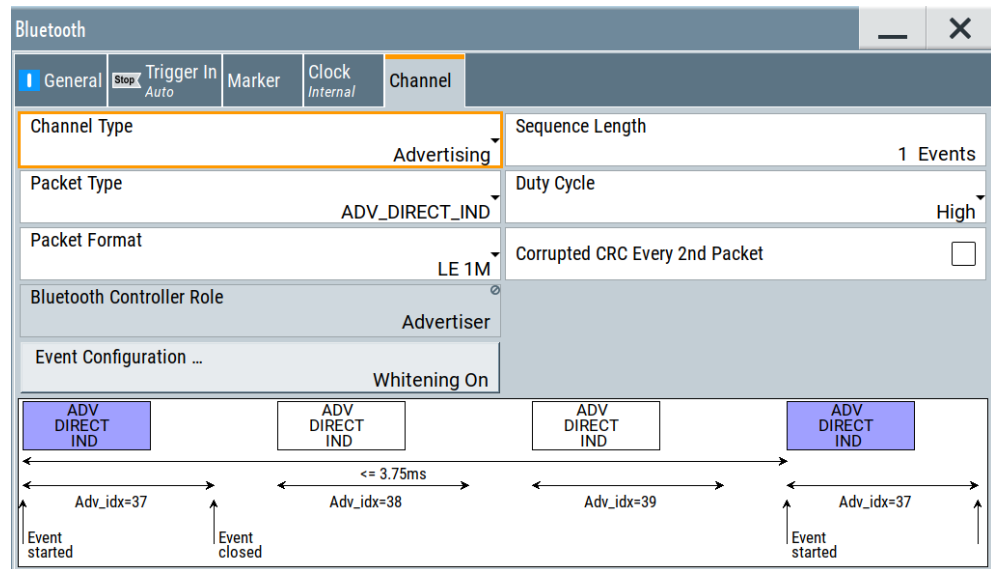 Bluetooth
General
Stop Trigger In
Auto
Marker
Clock
Internal
Channel
Channel Type
Advertising
Sequence Length
1 Events
Packet Type
ADV_DIRECT_IND
Duty Cycle
High
Packet Format
LE 1M
Corrupted CRC Every 2nd Packet
Bluetooth Controller Role
Advertiser
Event Configuration ...
Whitening On
ADV
DIRECT
IND
ADV
DIRECT
IND
ADV
DIRECT
IND
ADV
DIRECT
IND
<= 3.75ms
Adv_idx=37
Adv_idx=38
Adv_idx=39
Adv_idx=37
Event
started
Event
closed
Event
started